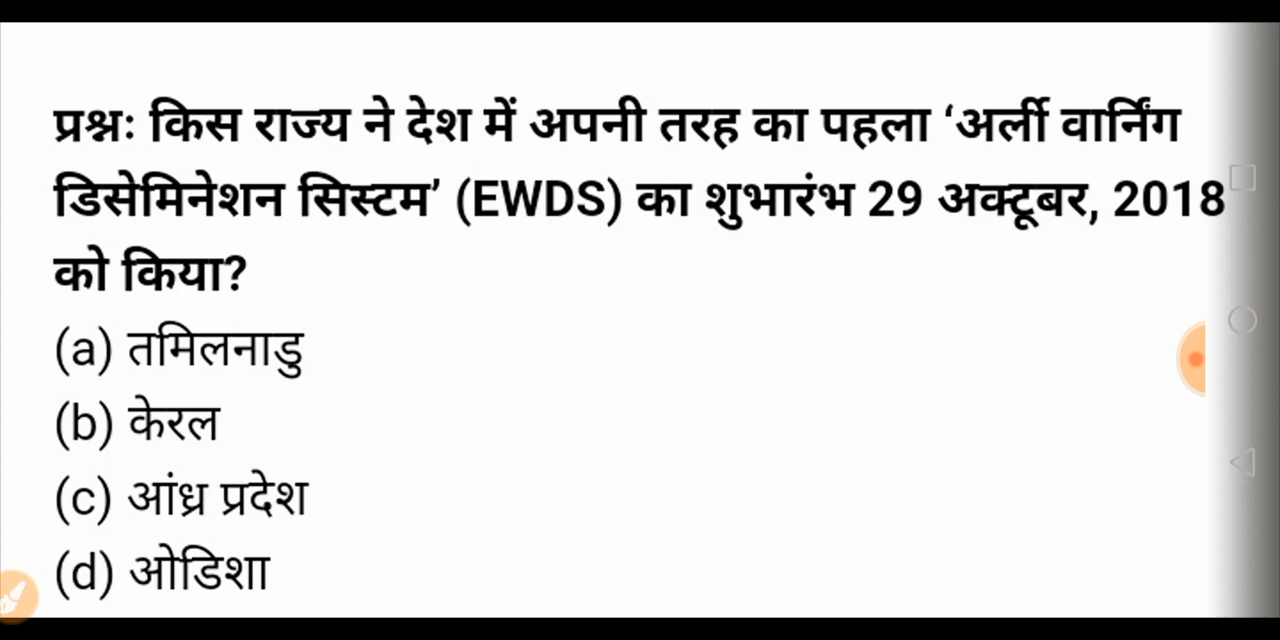 प्रश्नः किस राज्य ने देश में अपनी तरह का पहला ‘अर्ली वार्निंग
डिसेमिनेशन सिस्टम’ (EWDS) का शुभारंभ 29 अक्टूबर, 2018
को किया?
(a) तमिलनाडु
(b) केरल
(c) आंध्र प्रदेश
(d) ओडिशा